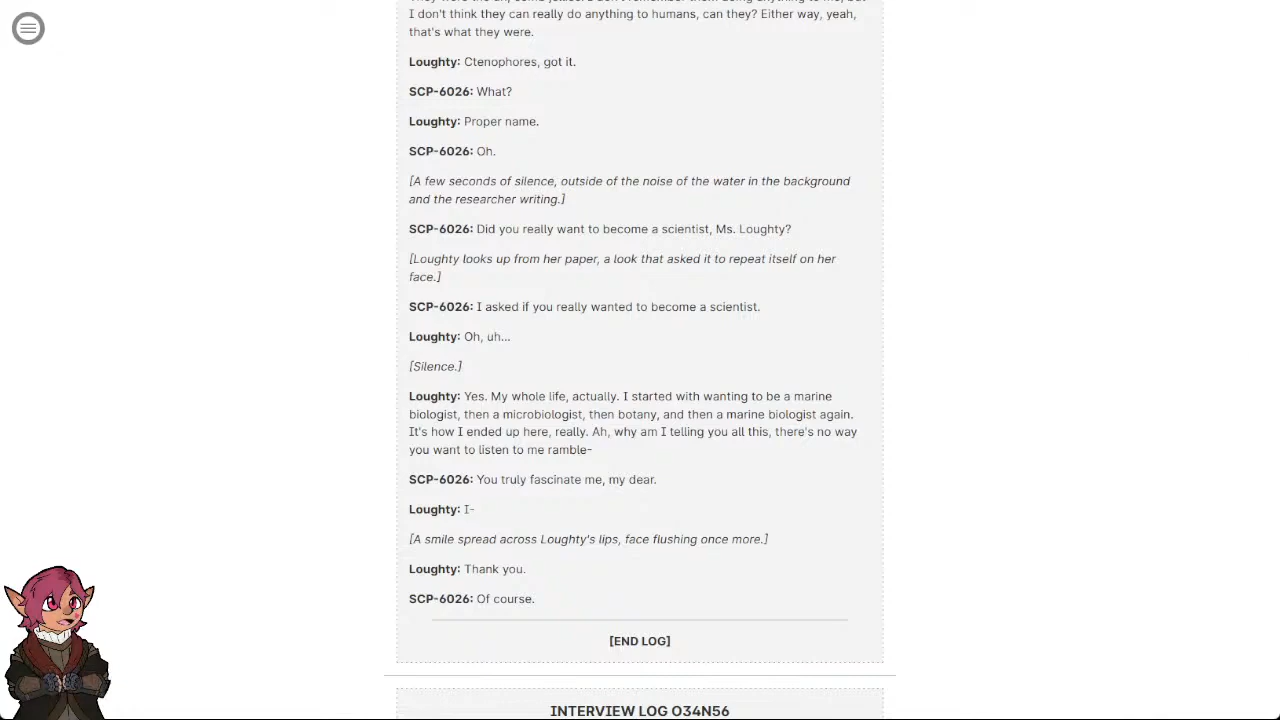 I don't think they can really do anything to humans, can they? Either way, yeah,
that's what they were.
Loughty: Ctenophores, got it.
SCP-6026: What?
Loughty: Proper name.
SCP-6026: Oh.
[A few seconds of silence, outside of the noise of the water in the background
and the researcher writing.]
SCP-6026: Did you really want to become a scientist, Ms. Loughty?
[Loughty looks up from her paper, a look that asked it to repeat itself on her
face.]
SCP-6026: I asked if you really wanted to become a scientist.
Loughty: Oh, uh...
[Silence.]
Loughty: Yes. My whole life, actually. I started with wanting to be a marine
biologist, then a microbiologist, then botany, and then a marine biologist again.
It's how I ended up here, really. Ah, why am I telling you all this, there's no way
you want to listen to me ramble-
SCP-6026: You truly fascinate me, my dear.
Loughty: I-
[A smile spread across Loughty's lips, face flushing once more.]
Loughty: Thank you.
SCP-6026: Of course.
[END LOG]
INTERVIEW LOG O34N56